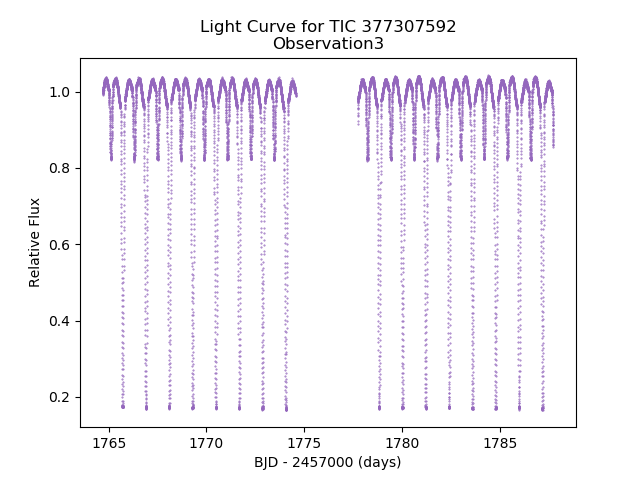 Light Curve for TIC 377307592
Observation3
1.0
0.8
0.6
0.4
0.2
Relative Flux
1765 1770 1775 1780 1785
BJD - 2457000 (days)